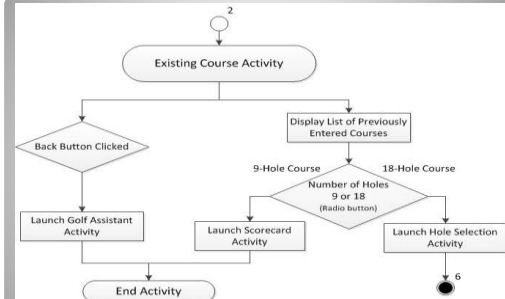 2
Existing Course Activity
Display List of Previously
Entered Courses
Back Button Clicked
9-Hole Course
18-Hole Course
Number of Holes
9 or 18
(Radio button)
Launch Golf Assistant
Activity
Launch Scorecard
Activity
Launch Hole Selection
Activity
6
End Activity